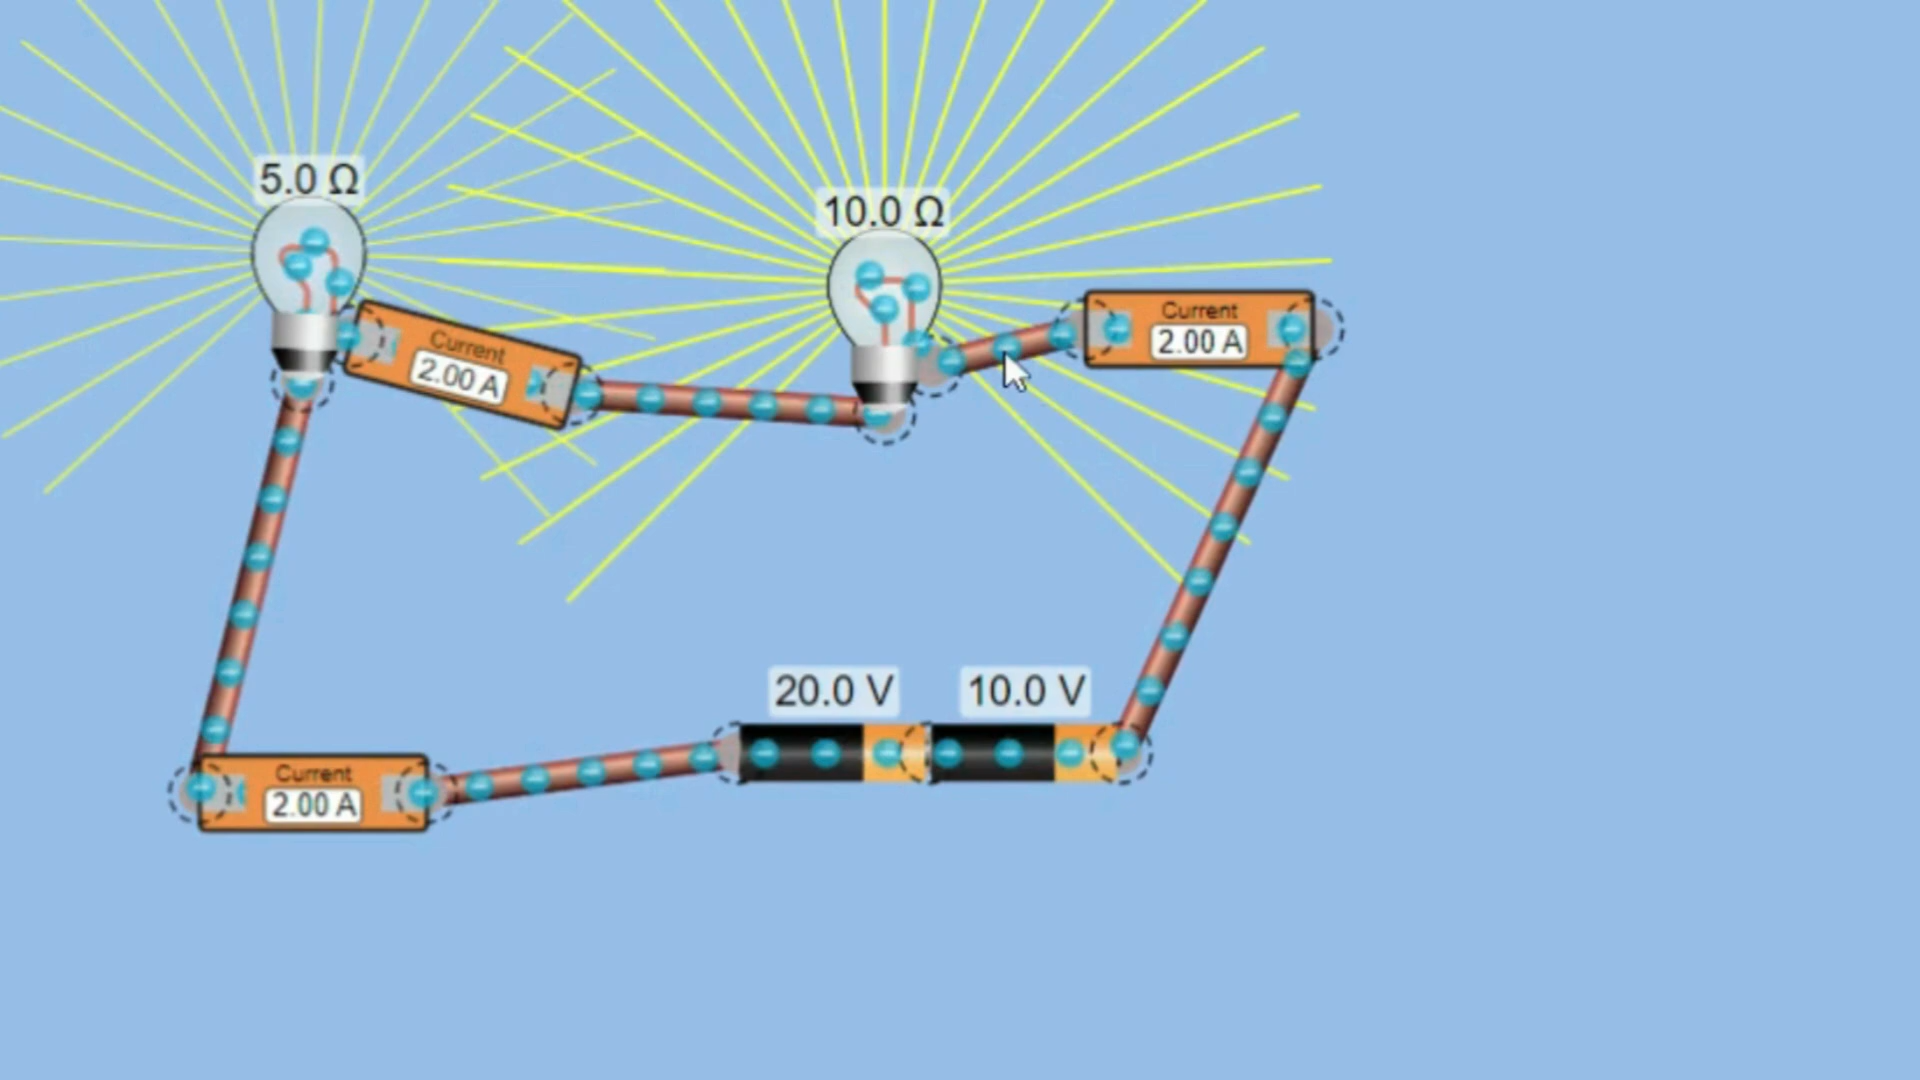 5.0 Ω
10.0 Ω
Current
2.00 A
Current
2.00 A
20.0 V
10.0 V
Current
2.00 A